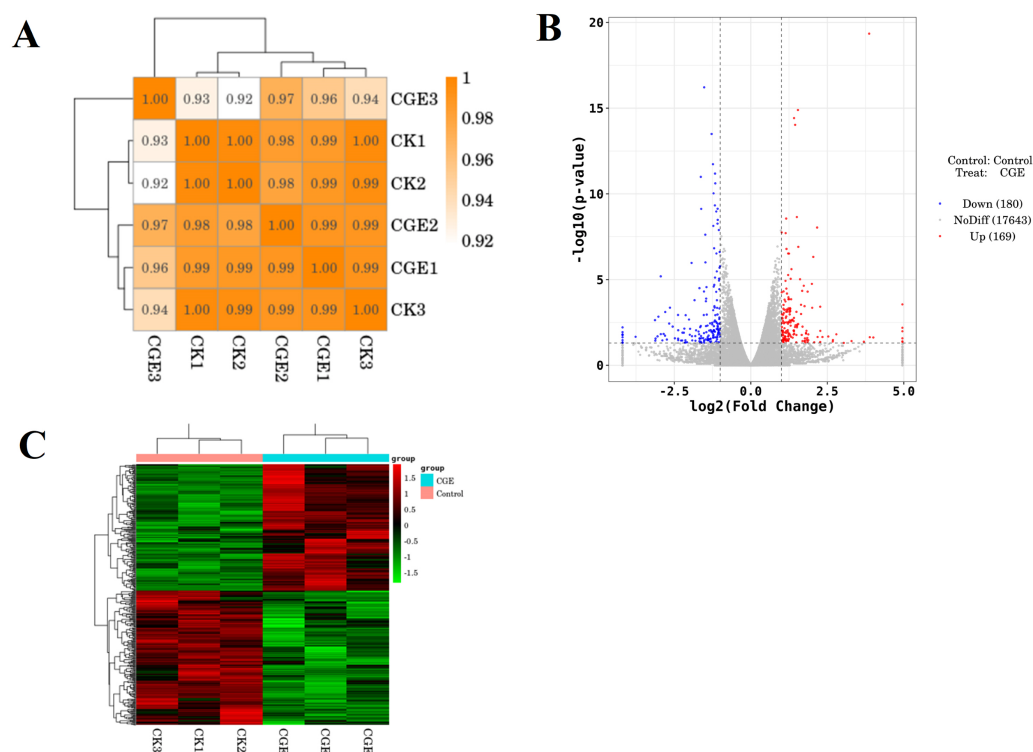 A
1.00 0.93 0.92 0.97 0.96 0.94 CGE3
0.93 1.00 1.00 0.98 0.99 1.00 CK1
0.92 1.00 1.00 0.98 0.99 0.99 CK2
0.97 0.98 0.98 1.00 0.99 0.99 CGE2
0.96 0.99 0.99 0.99 1.00 0.99 CGE1
0.94 1.00 0.99 0.99 0.99 1.00 CK3
CGE3 CK1 CK2 CGE2 CGE1 CK3
1
0.98
0.96
0.94
0.92
B
-log10(p-value)
20
15
10
5
0
-2.5 0.0 2.5 5.0
log2(Fold Change)
Control: Control
Treat: CGE
Down (180)
NoDiff (17643)
Up (169)
C
group
1.5
1
0.5
0
-0.5
-1
-1.5
group
CGE
Control
CK3 CK1 CK2 CGE CGE CGE